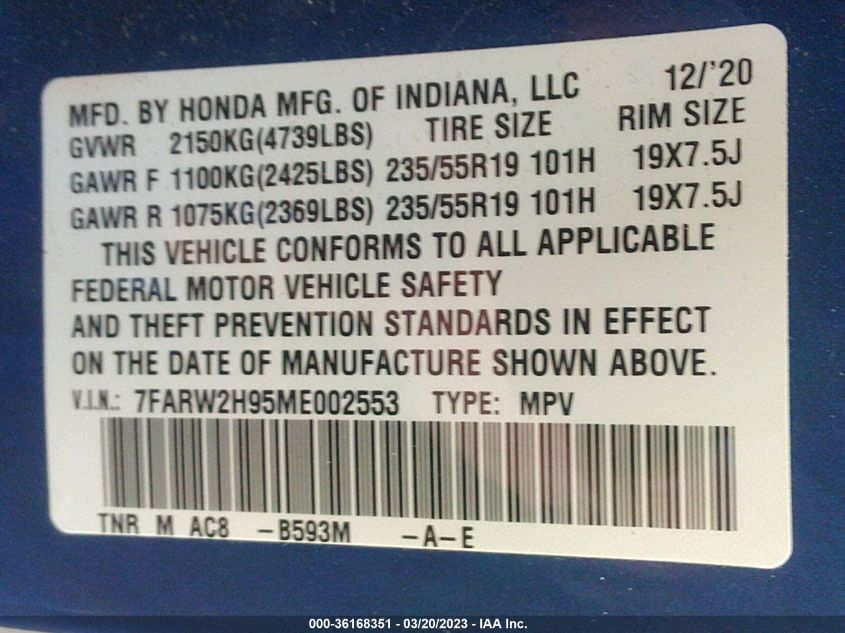 MFD. BY HONDA MFG. OF INDIANA, LLC 12/'20
GVWR 2150KG(4739LBS) TIRE SIZE RIM SIZE
GAWR F 1100KG(2425LBS) 235/55R19 101H 19X7.5J
GAWR R 1075KG(2369LBS) 235/55R19 101H 19X7.5J
THIS VEHICLE CONFORMS TO ALL APPLICABLE
FEDERAL MOTOR VEHICLE SAFETY
AND THEFT PREVENTION STANDARDS IN EFFECT
ON THE DATE OF MANUFACTURE SHOWN ABOVE.
V.I.N.: 7FARW2H95ME002553 TYPE: MPV
TNR M AC8 -B593M -A-E
000-36168351 - 03/20/2023 - IAA Inc.